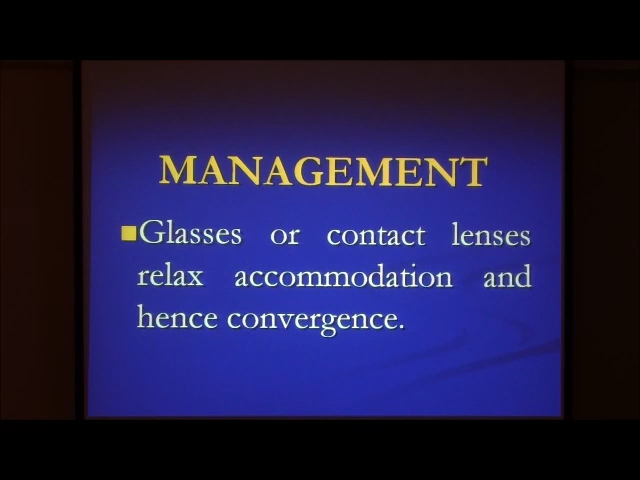 MANAGEMENT
Glasses or contact lenses
relax accommodation and
hence convergence.